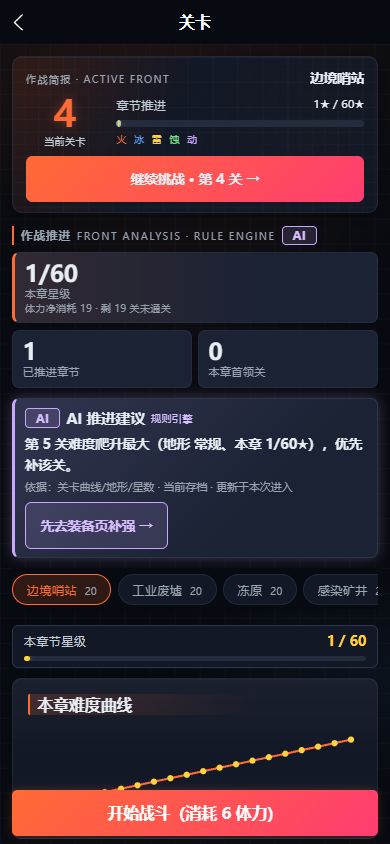 关卡
作战简报 · ACTIVE FRONT
边境哨站
4
当前关卡
章节推进
1★ / 60★
火 冰 雷 蚀 动
继续挑战 • 第 4 关 →
作战推进 FRONT ANALYSIS · RULE ENGINE AI
1/60
本章星级
体力净消耗 19 · 剩 19 关未通关
1
已推进章节
0
本章首领关
AI AI 推进建议 规则引擎
第 5 关难度爬升最大（地形 常规、本章 1/60★），优先
补该关。
依据：关卡曲线/地形/星数 · 当前存档 · 更新于本次进入
先去装备页补强 →
边境哨站 20
工业废墟 20
冻原 20
感染矿井
本章节星级
1 / 60
本章难度曲线
开始战斗（消耗 6 体力）